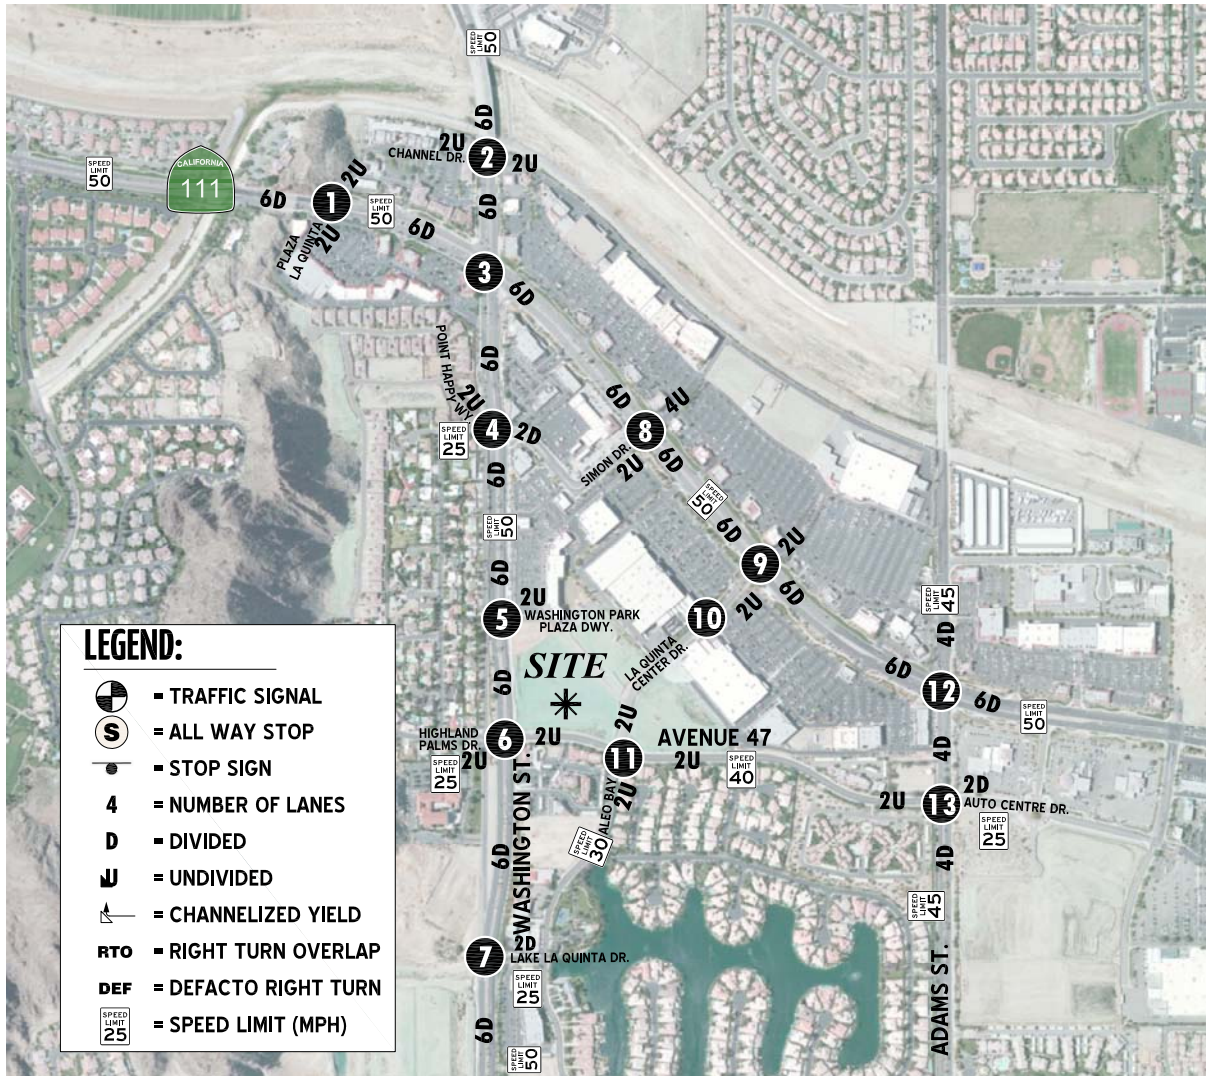 SPEED
LIMIT
50
6D
2U
CHANNEL DR.
2
2U
SPEED
LIMIT
50
CALIFORNIA
111
6D
1
2U
SPEED
LIMIT
50
6D
6D
PLAZA
LA QUINTA
2U
3
6D
6D
POINT HAPPY WY.
2U
4
2D
SPEED
LIMIT
25
6D
6D
4U
8
SIMON DR.
2U
6D
SPEED
LIMIT
50
SPEED
LIMIT
50
6D
2U
9
6D
2U
6D
2U
5
WASHINGTON PARK
PLAZA DWY.
10
LA QUINTA
CENTER DR.
SPEED
LIMIT
45
4D
6D
12
6D
SPEED
LIMIT
50
SITE
6D
HIGHLAND
PALMS DR.
6
2U
2U
SPEED
LIMIT
25
2U
11
AVENUE 47
2U
SPEED
LIMIT
40
2U
ALEO BAY
SPEED
LIMIT
30
4D
2U
13
2D
AUTO CENTRE DR.
SPEED
LIMIT
25
4D
SPEED
LIMIT
45
ADAMS ST.
WASHINGTON ST.
6D
7
2D
LAKE LA QUINTA DR.
SPEED
LIMIT
25
6D
SPEED
LIMIT
50
LEGEND:
= TRAFFIC SIGNAL
S = ALL WAY STOP
= STOP SIGN
4 = NUMBER OF LANES
D = DIVIDED
U = UNDIVIDED
= CHANNELIZED YIELD
RTO = RIGHT TURN OVERLAP
DEF = DEFACTO RIGHT TURN
SPEED
LIMIT
25
= SPEED LIMIT (MPH)